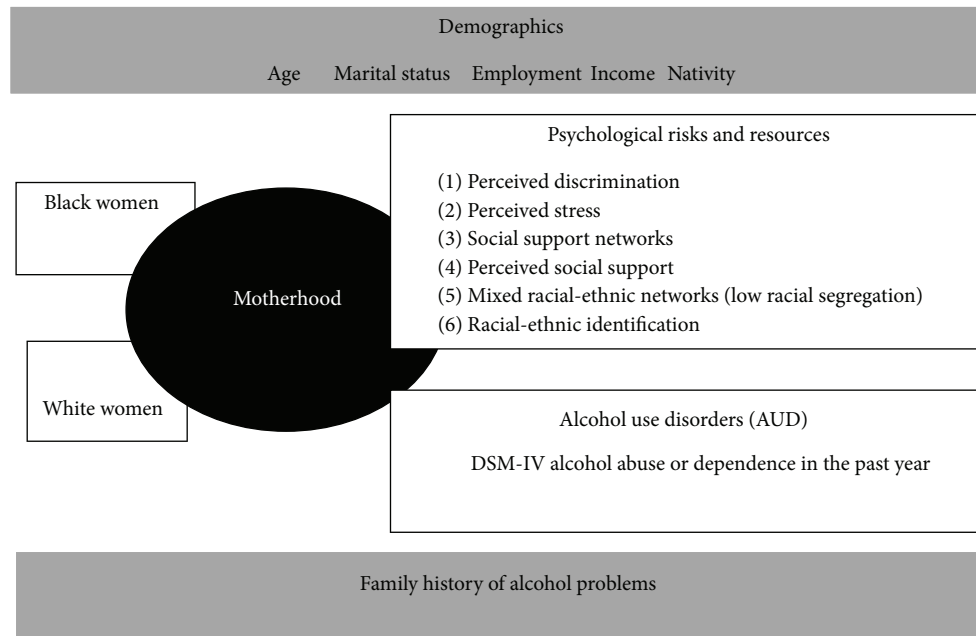 Demographics
Age Marital status Employment Income Nativity
Psychological risks and resources
(1) Perceived discrimination
(2) Perceived stress
(3) Social support networks
(4) Perceived social support
(5) Mixed racial-ethnic networks (low racial segregation)
(6) Racial-ethnic identification
Black women
Motherhood
White women
Alcohol use disorders (AUD)
DSM-IV alcohol abuse or dependence in the past year
Family history of alcohol problems